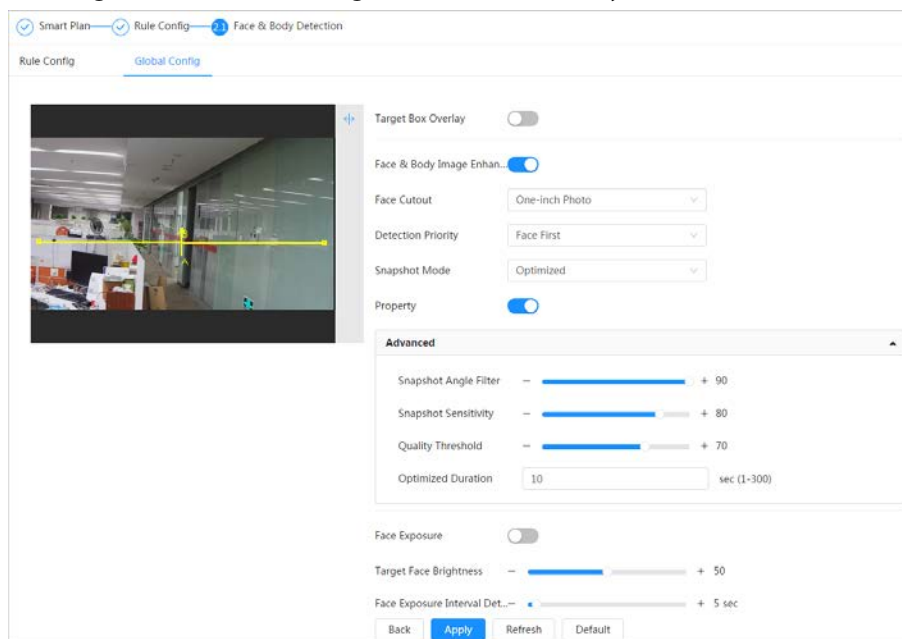 Smart Plan Rule Config 2.1 Face & Body Detection
Rule Config Global Config
Target Box Overlay
Face & Body Image Enhan...
Face Cutout One-inch Photo
Detection Priority Face First
Snapshot Mode Optimized
Property
Advanced
Snapshot Angle Filter − + 90
Snapshot Sensitivity − + 80
Quality Threshold − + 70
Optimized Duration 10 sec (1-300)
Face Exposure
Target Face Brightness − + 50
Face Exposure Interval Det... − + 5 sec
Back Apply Refresh Default